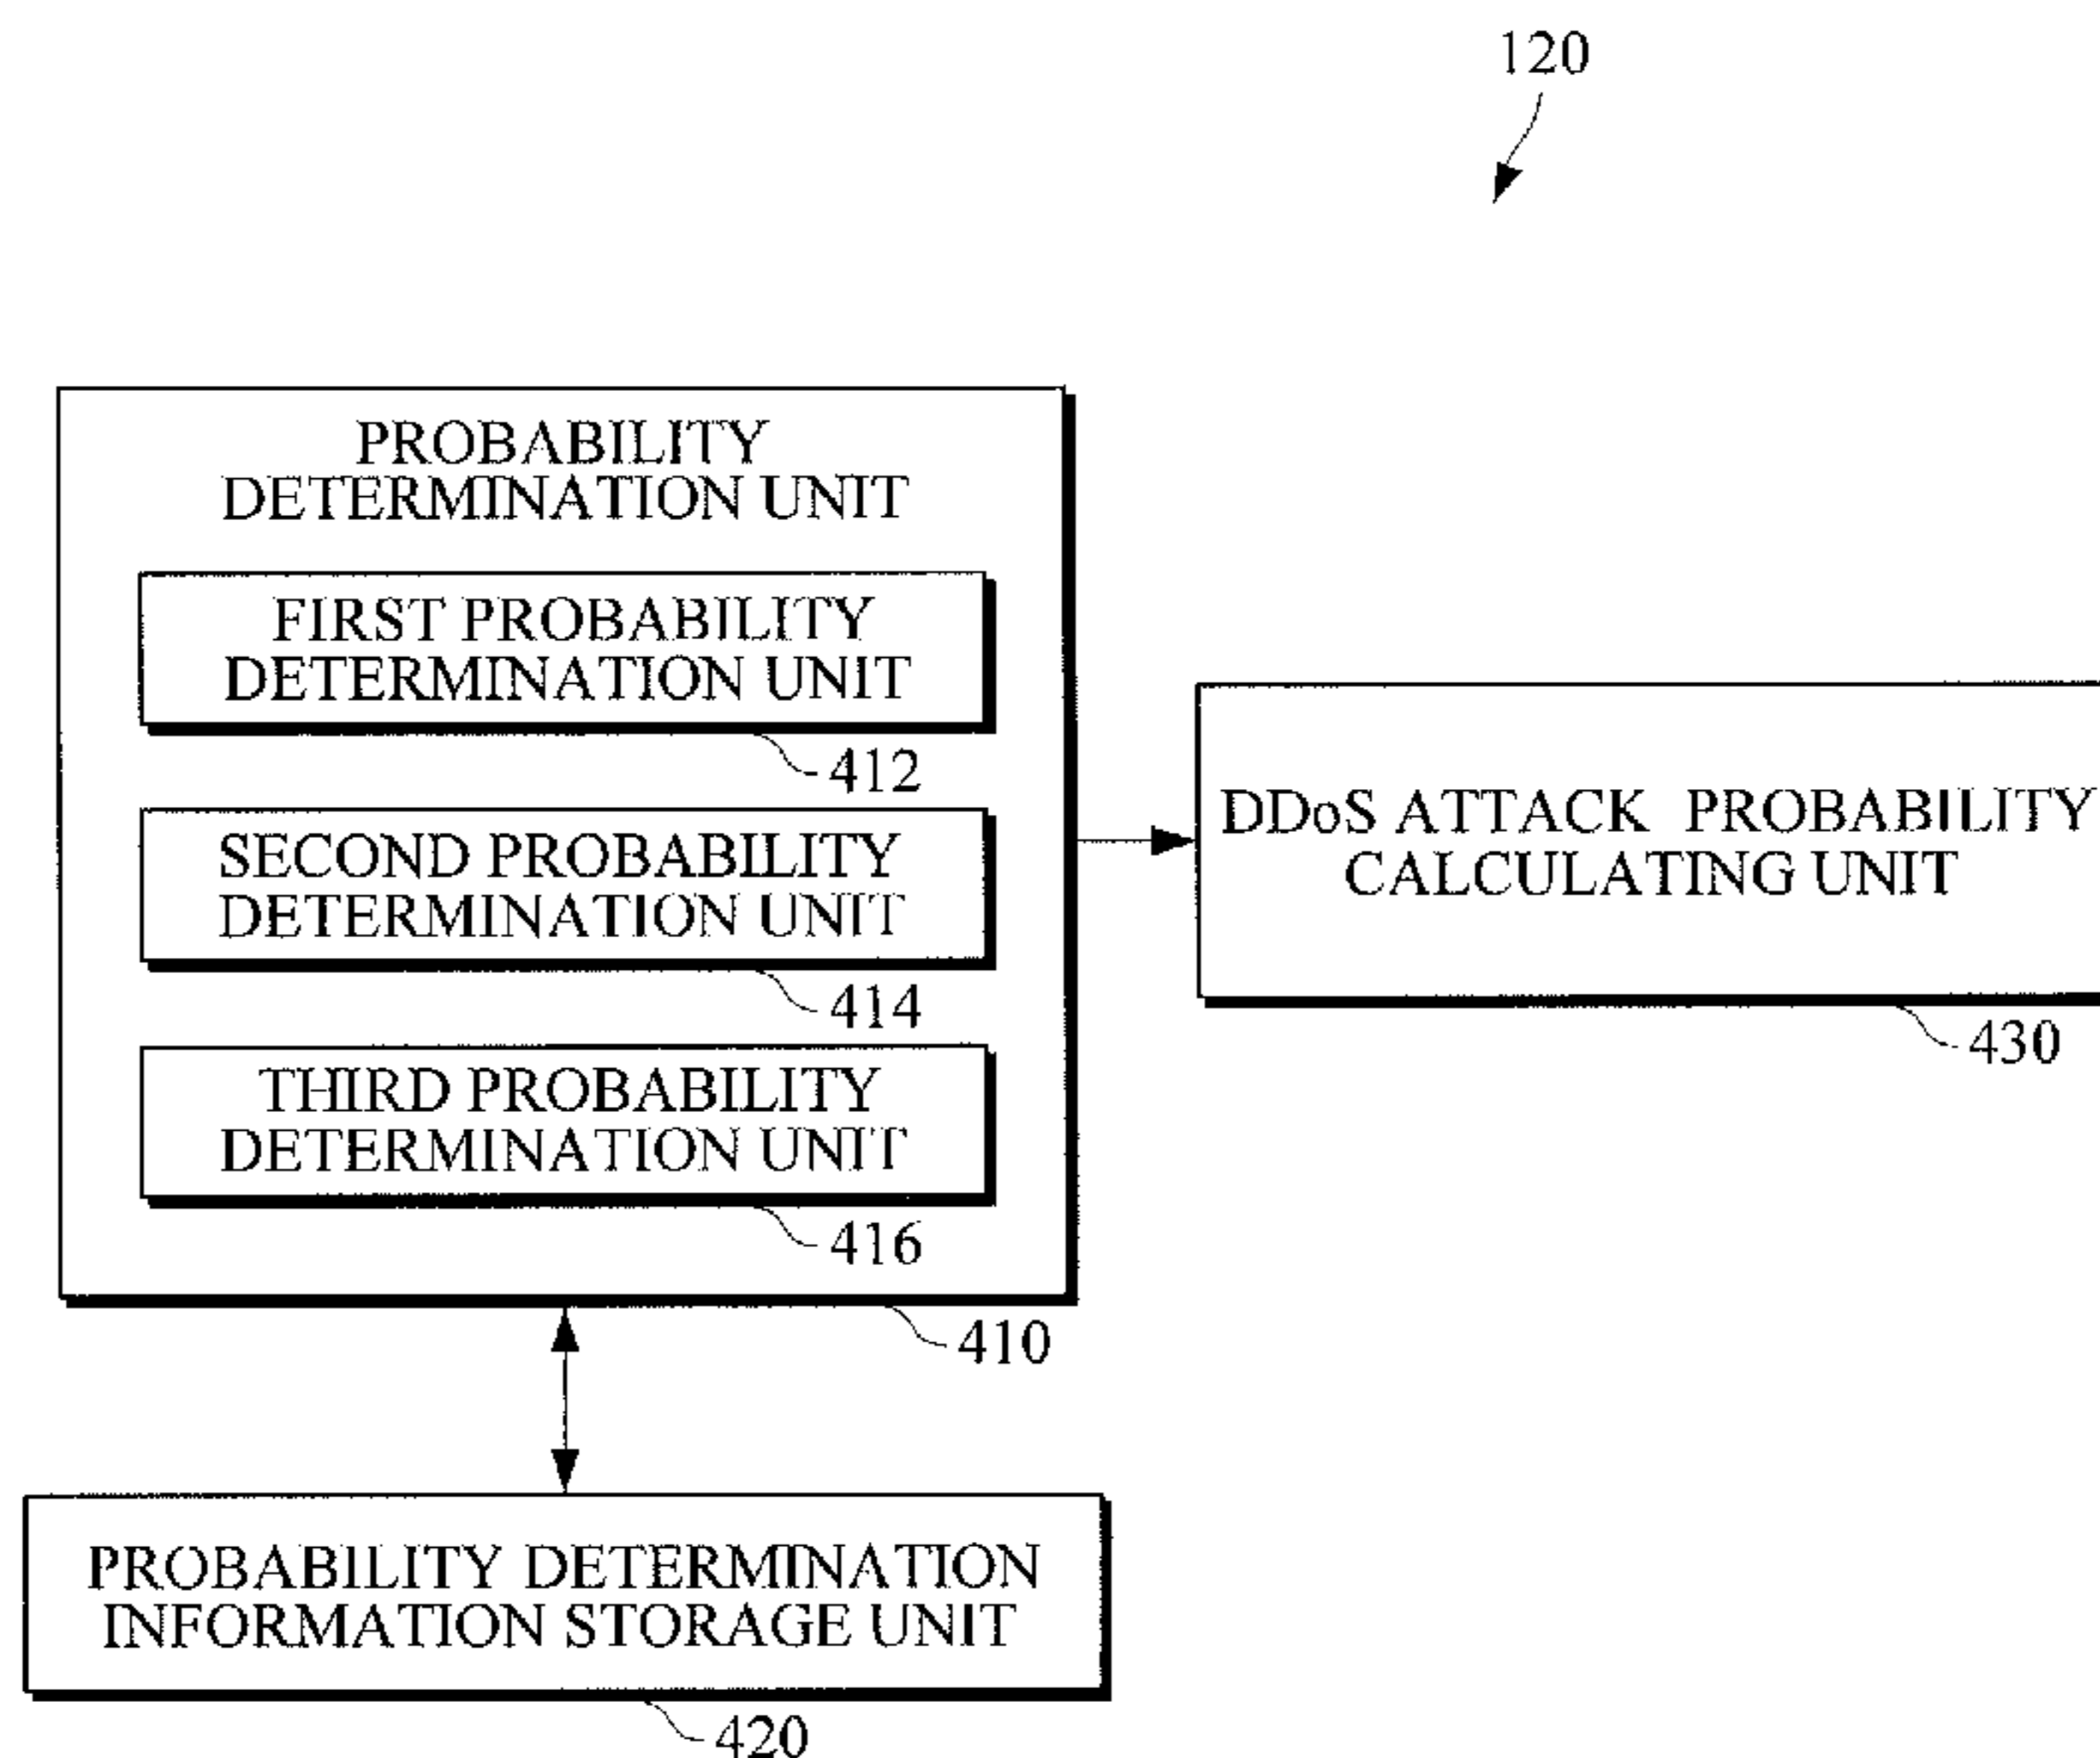 120
PROBABILITY
DETERMINATION UNIT
FIRST PROBABILITY
DETERMINATION UNIT
412
SECOND PROBABILITY
DETERMINATION UNIT
414
THIRD PROBABILITY
DETERMINATION UNIT
416
410
DDoS ATTACK PROBABILITY
CALCULATING UNIT
430
PROBABILITY DETERMINATION
INFORMATION STORAGE UNIT
420